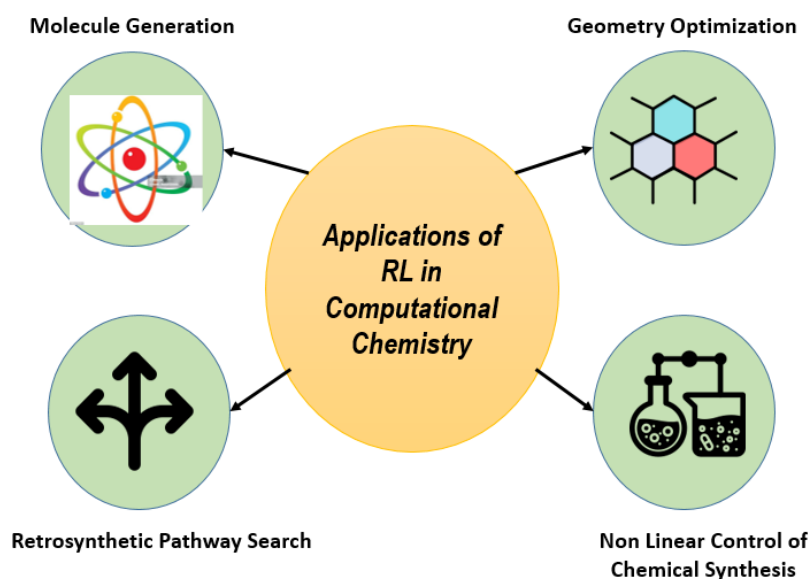 Molecule Generation
Geometry Optimization
Applications of
RL in
Computational
Chemistry
Retrosynthetic Pathway Search
Non Linear Control of
Chemical Synthesis